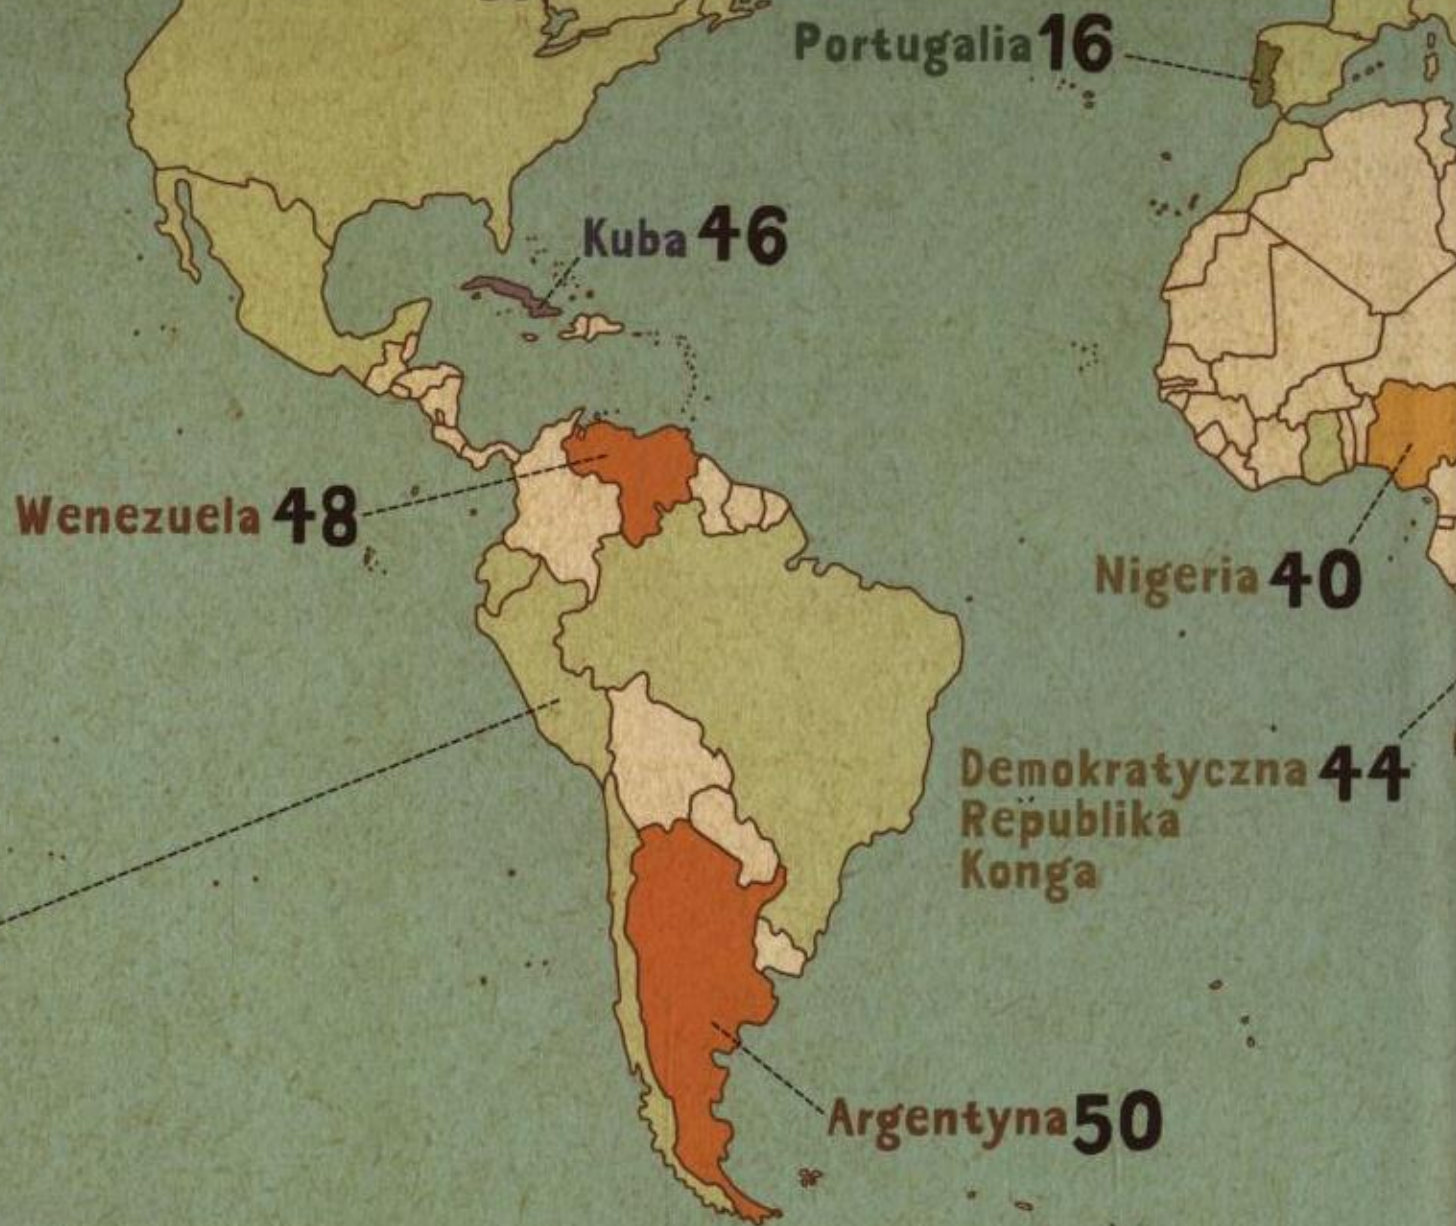 Portugalia 16
Kuba 46
Wenezuela 48
Nigeria 40
Demokratyczna 44
Republika
Konga
Argentyna 50